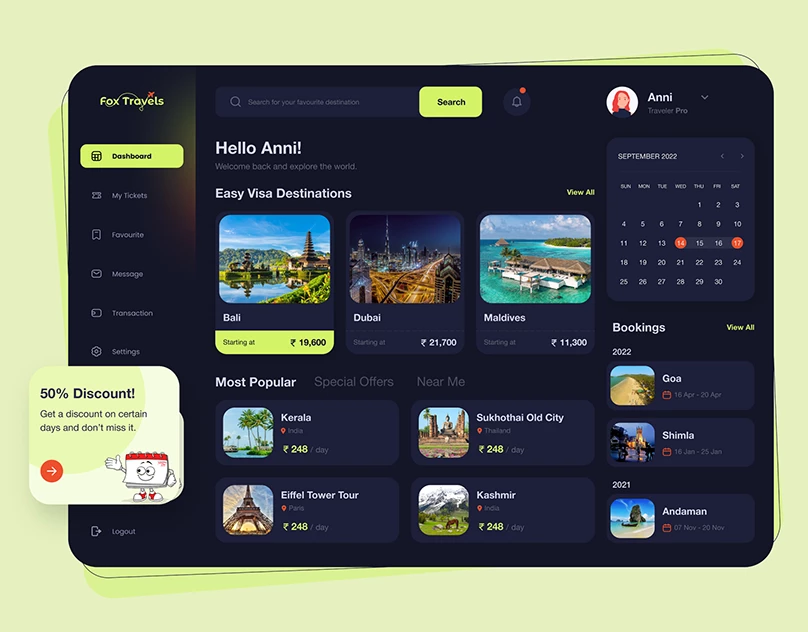 Fox Travels
Dashboard
My Tickets
Favourite
Message
Transaction
Settings
50% Discount!
Get a discount on certain
days and don't miss it.
Logout
Search for your favourite destination
Search
Hello Anni!
Welcome back and explore the world.
Easy Visa Destinations
View All
Bali
Starting at ₹ 19,600
Dubai
Starting at ₹ 21,700
Maldives
Starting at ₹ 11,300
Most Popular Special Offers Near Me
Kerala
India
₹ 248 / day
Sukhothai Old City
Thailand
₹ 248 / day
Eiffel Tower Tour
Paris
₹ 248 / day
Kashmir
India
₹ 248 / day
Anni
Traveler Pro
SEPTEMBER 2022
SUN MON TUE WED THU FRI SAT
1 2 3
4 5 6 7 8 9 10
11 12 13 14 15 16 17
18 19 20 21 22 23 24
25 26 27 28 29 30
Bookings
View All
2022
Goa
16 Apr - 20 Apr
Shimla
16 Jan - 25 Jan
2021
Andaman
07 Nov - 20 Nov